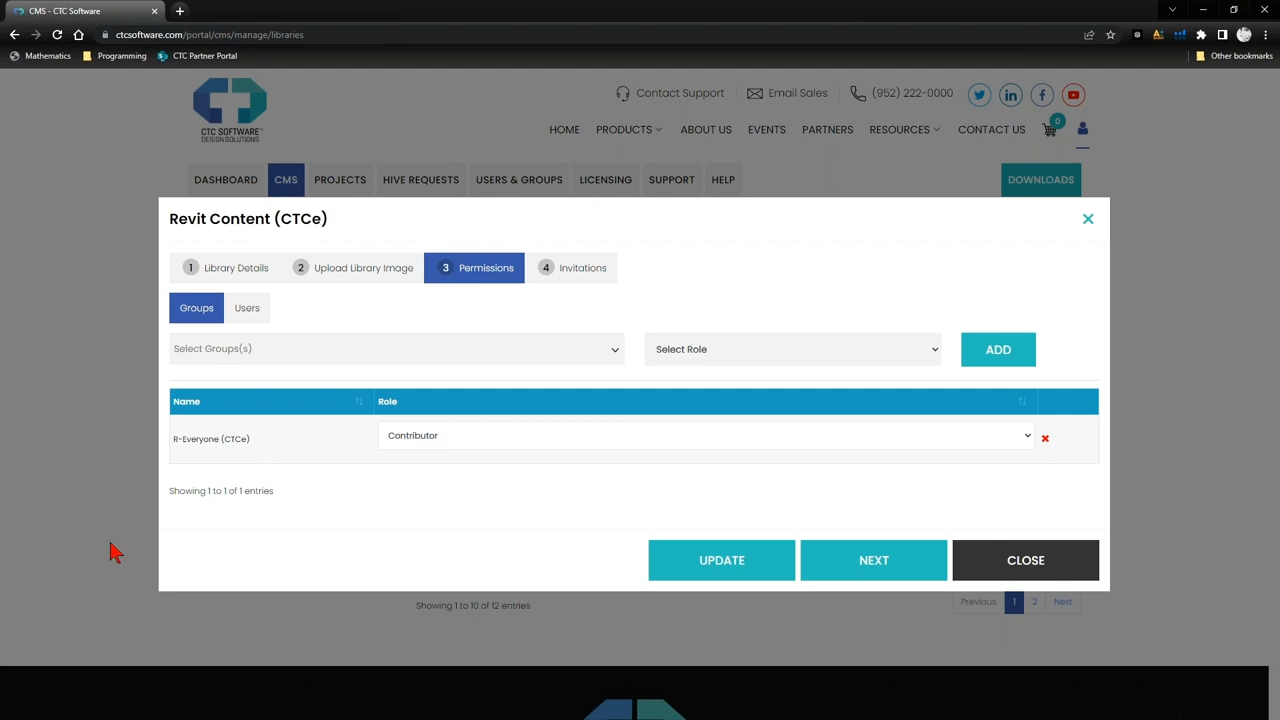 CMS - CTC Software
ctcsoftware.com/portal/cms/manage/libraries
Mathematics Programming CTC Partner Portal Other bookmarks
Contact Support Email Sales (952) 222-0000
CTC SOFTWARE
DESIGN SOLUTIONS
HOME PRODUCTS ABOUT US EVENTS PARTNERS RESOURCES CONTACT US 0
DASHBOARD CMS PROJECTS HIVE REQUESTS USERS & GROUPS LICENSING SUPPORT HELP DOWNLOADS
Revit Content (CTCe)
1 Library Details 2 Upload Library Image 3 Permissions 4 Invitations
Groups Users
Select Groups(s) Select Role ADD
Name Role
R-Everyone (CTCe) Contributor
Showing 1 to 1 of 1 entries
UPDATE NEXT CLOSE
Showing 1 to 10 of 12 entries Previous 1 2 Next